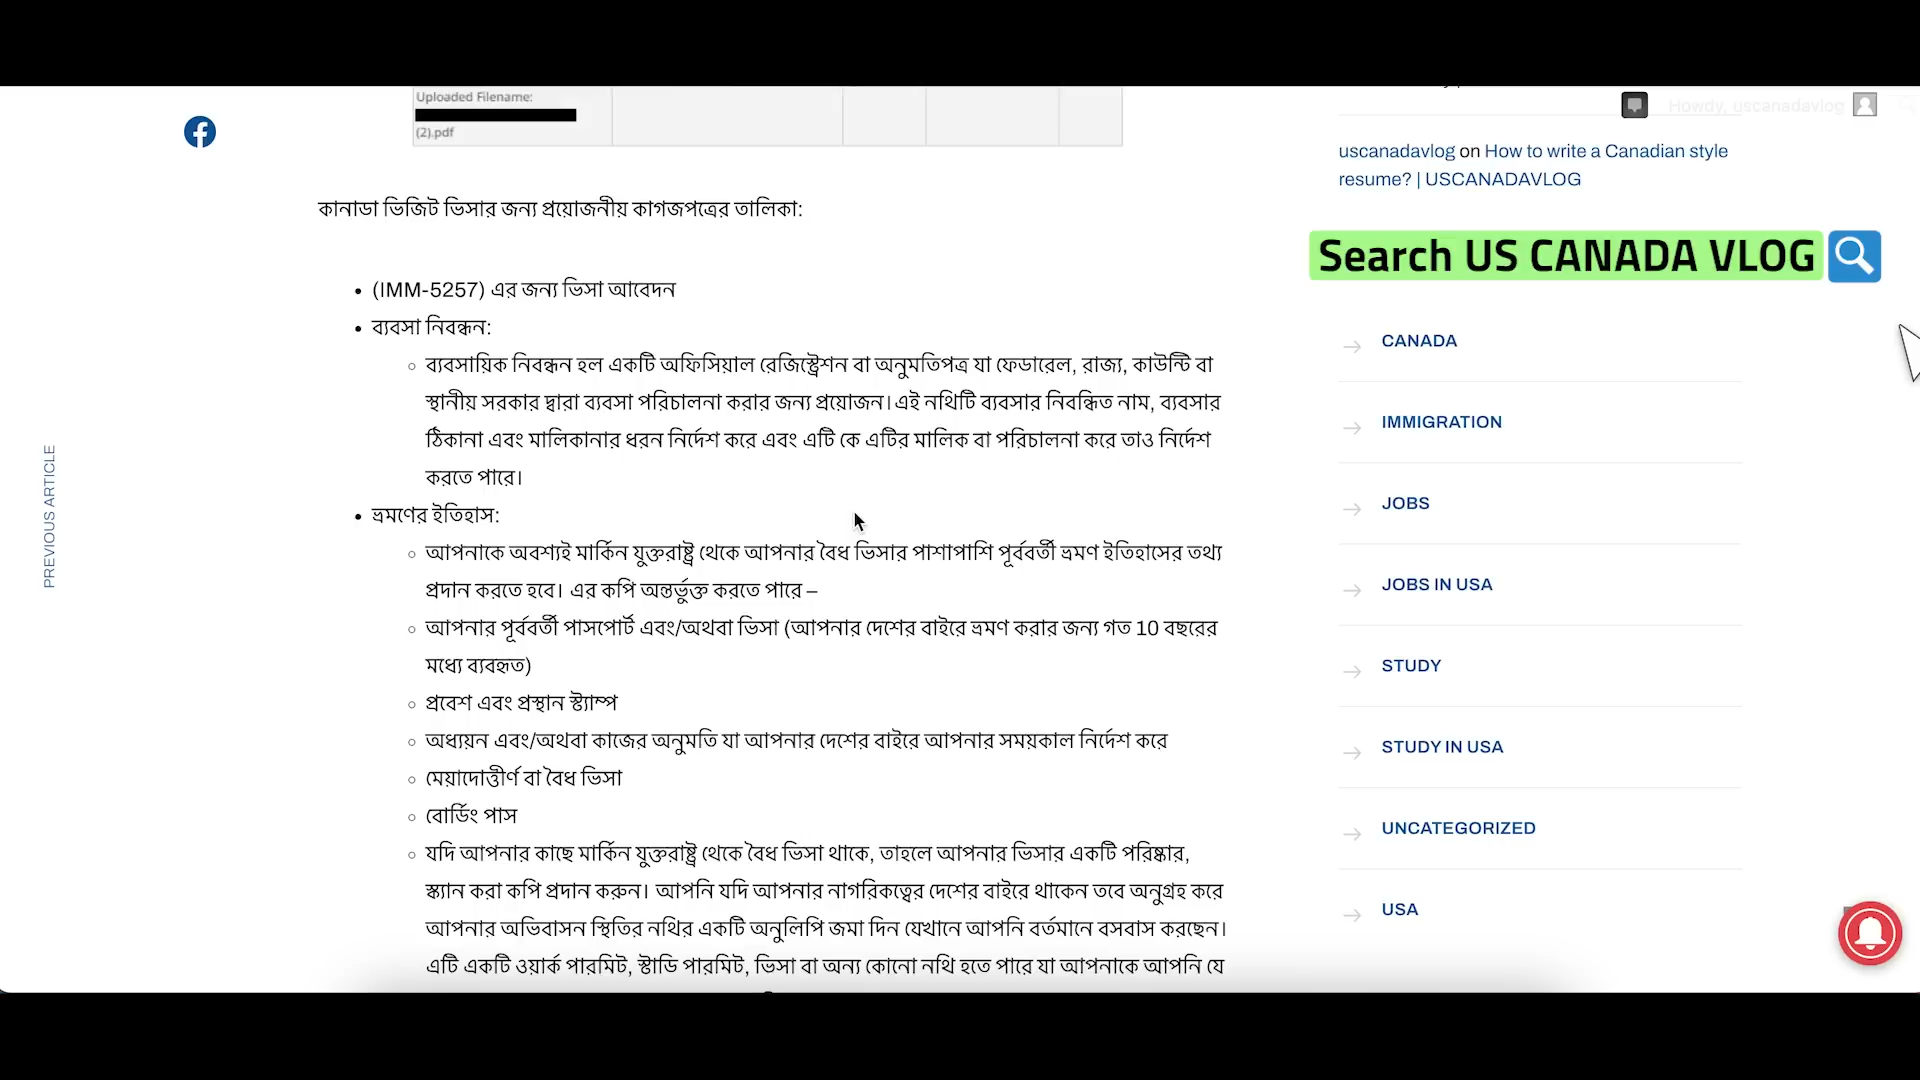 Uploaded Filename:
(2).pdf
Howdy, uscanadavlog
uscanadavlog on How to write a Canadian style
resume? | USCANADAVLOG
কানাডা ভিজিট ভিসার জন্য প্রয়োজনীয় কাগজপত্রের তালিকা:
Search US CANADA VLOG
(IMM-5257) এর জন্য ভিসা আবেদন
ব্যবসা নিবন্ধন:
ব্যবসায়িক নিবন্ধন হল একটি অফিসিয়াল রেজিস্ট্রেশন বা অনুমতিপত্র যা ফেডারেল, রাজ্য, কাউন্টি বা
স্থানীয় সরকার দ্বারা ব্যবসা পরিচালনা করার জন্য প্রয়োজন। এই নথিটি ব্যবসার নিবন্ধিত নাম, ব্যবসার
ঠিকানা এবং মালিকানার ধরন নির্দেশ করে এবং এটি কে এটির মালিক বা পরিচালনা করে তাও নির্দেশ
করতে পারে।
ভ্রমণের ইতিহাস:
আপনাকে অবশ্যই মার্কিন যুক্তরাষ্ট্র থেকে আপনার বৈধ ভিসার পাশাপাশি পূর্ববর্তী ভ্রমণ ইতিহাসের তথ্য
প্রদান করতে হবে। এর কপি অন্তর্ভুক্ত করতে পারে –
আপনার পূর্ববর্তী পাসপোর্ট এবং/অথবা ভিসা (আপনার দেশের বাইরে ভ্রমণ করার জন্য গত 10 বছরের
মধ্যে ব্যবহৃত)
প্রবেশ এবং প্রস্থান স্ট্যাম্প
অধ্যয়ন এবং/অথবা কাজের অনুমতি যা আপনার দেশের বাইরে আপনার সময়কাল নির্দেশ করে
মেয়াদোত্তীর্ণ বা বৈধ ভিসা
বোর্ডিং পাস
যদি আপনার কাছে মার্কিন যুক্তরাষ্ট্র থেকে বৈধ ভিসা থাকে, তাহলে আপনার ভিসার একটি পরিষ্কার,
স্ক্যান করা কপি প্রদান করুন। আপনি যদি আপনার নাগরিকত্বের দেশের বাইরে থাকেন তবে অনুগ্রহ করে
আপনার অভিবাসন স্থিতির নথির একটি অনুলিপি জমা দিন যেখানে আপনি বর্তমানে বসবাস করছেন।
এটি একটি ওয়ার্ক পারমিট, স্টাডি পারমিট, ভিসা বা অন্য কোনো নথি হতে পারে যা আপনাকে আপনি যে
CANADA
IMMIGRATION
JOBS
JOBS IN USA
STUDY
STUDY IN USA
UNCATEGORIZED
USA
PREVIOUS ARTICLE